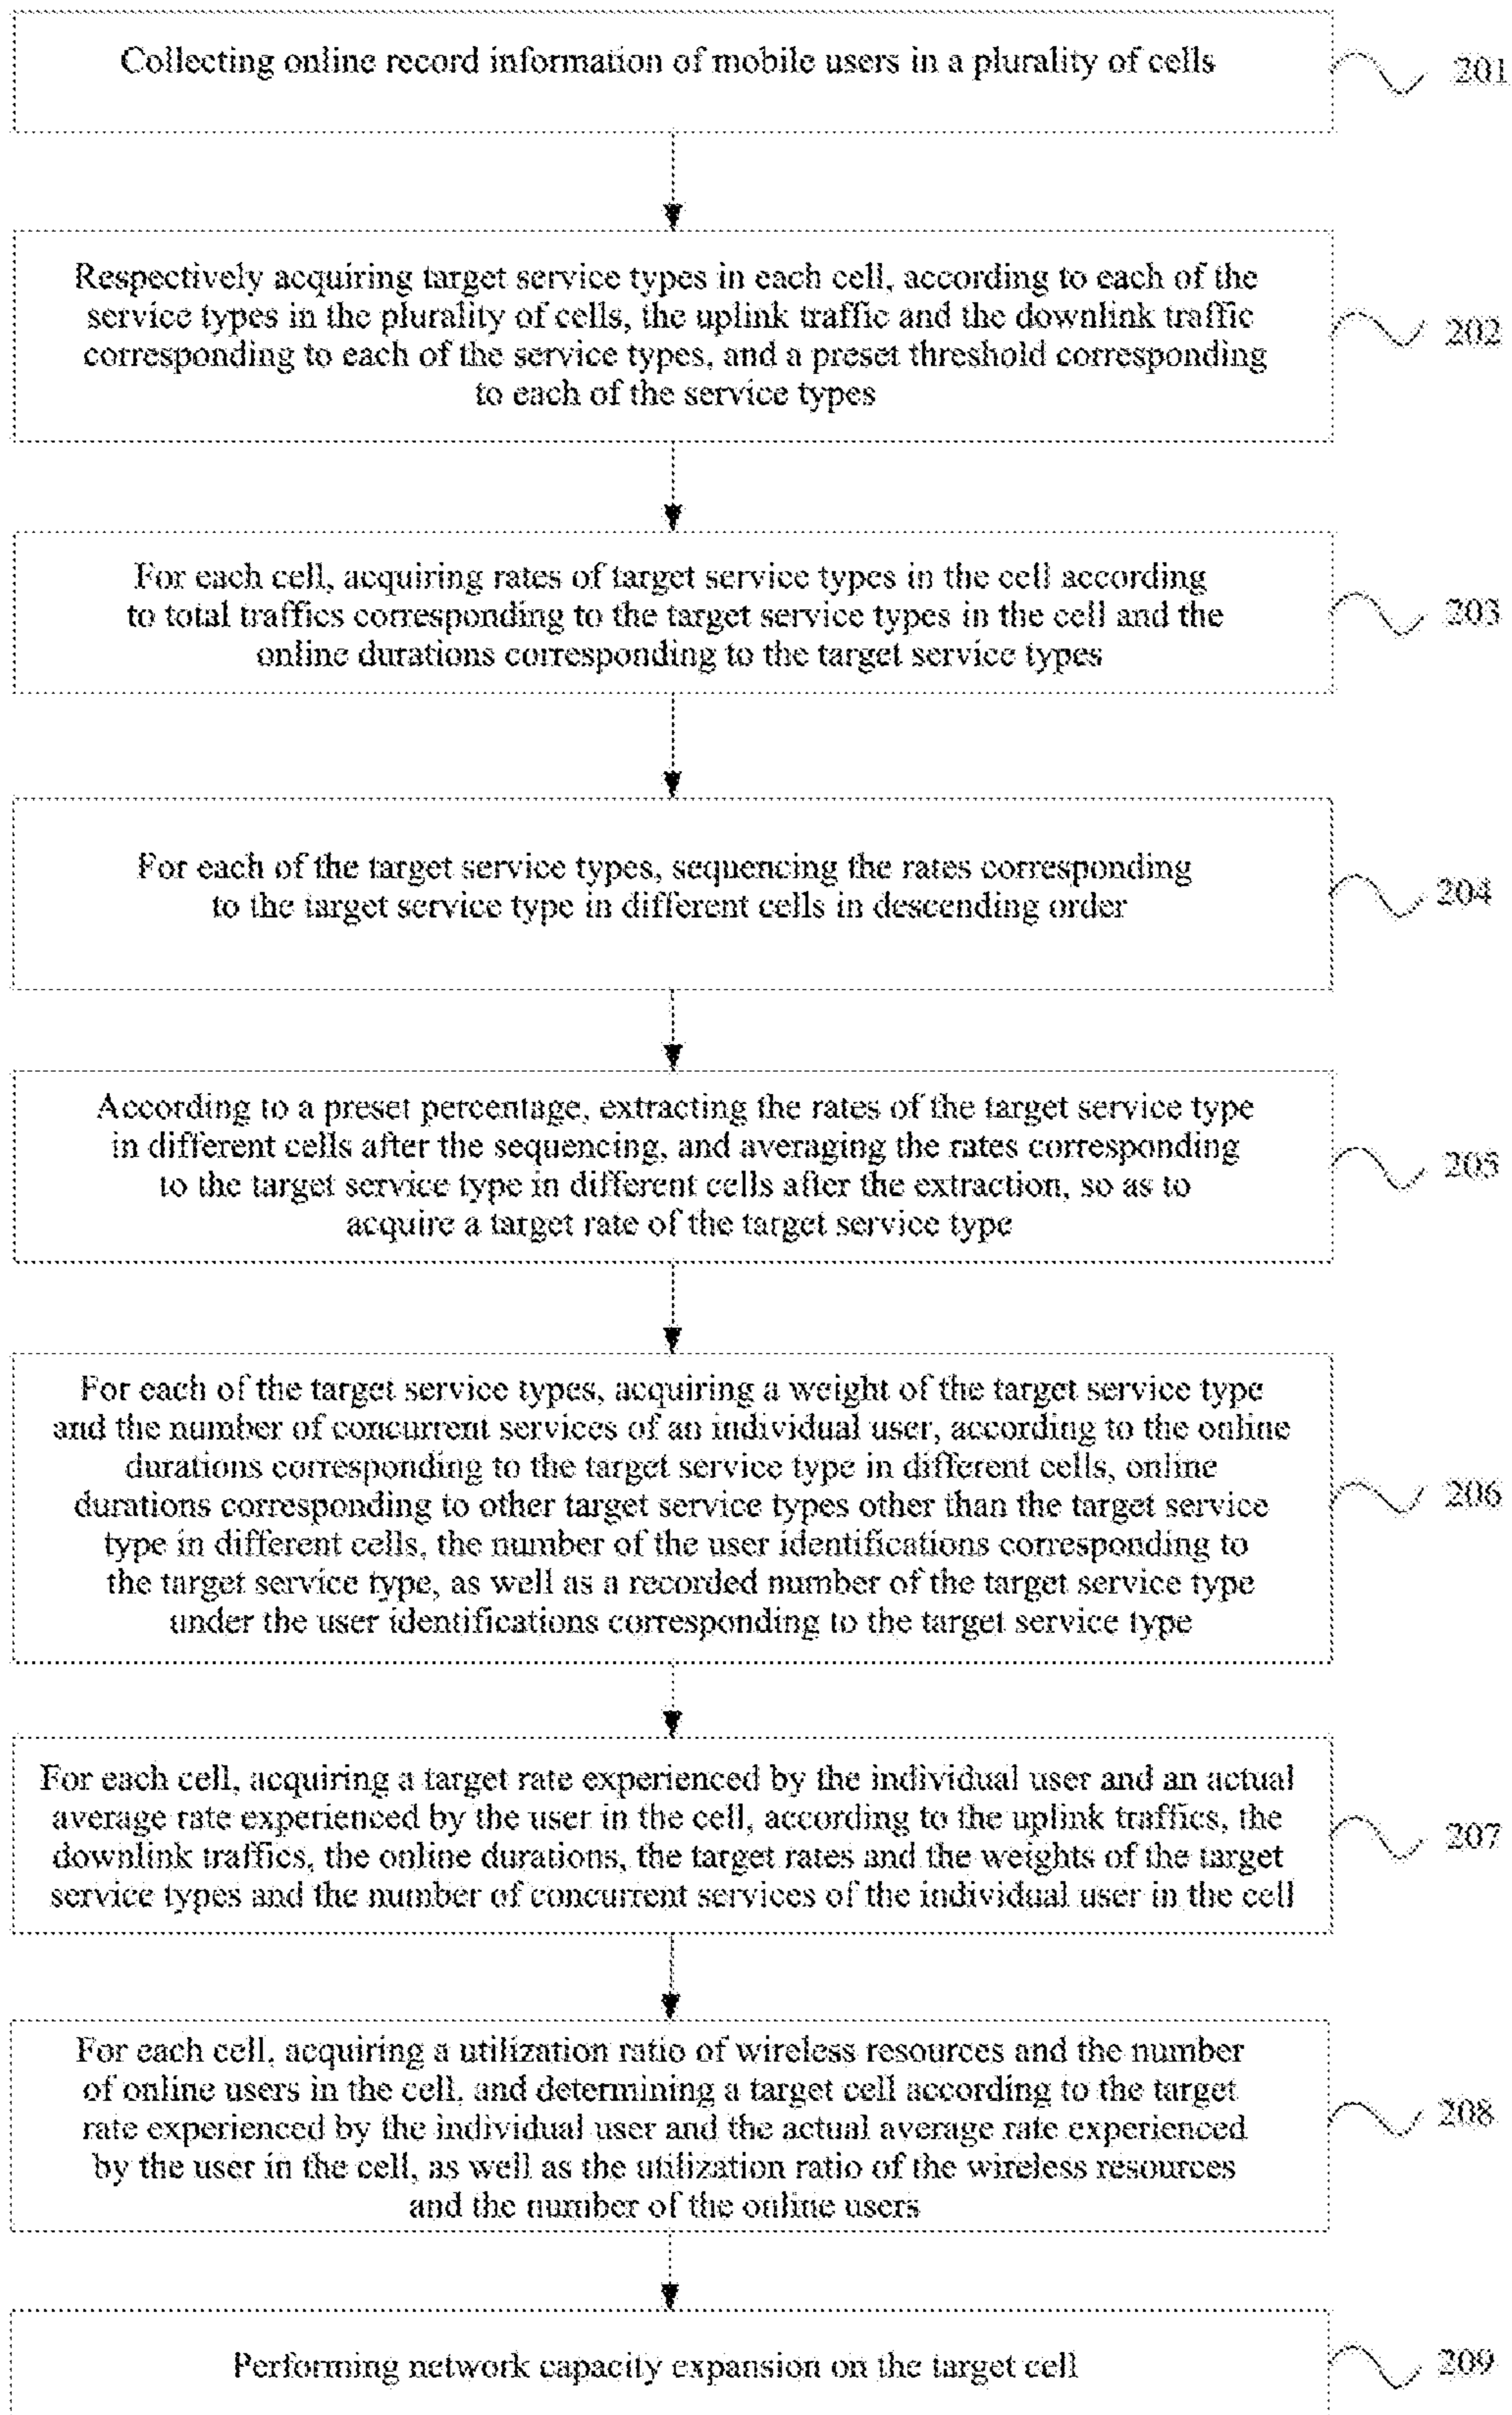 Collecting online record information of mobile users in a plurality of cells
201
Respectively acquiring target service types in each cell, according to each of the
service types in the plurality of cells, the uplink traffic and the downlink traffic
corresponding to each of the service types, and a preset threshold corresponding
to each of the service types
202
For each cell, acquiring rates of target service types in the cell according
to total traffics corresponding to the target service types in the cell and the
online durations corresponding to the target service types
203
For each of the target service types, sequencing the rates corresponding
to the target service type in different cells in descending order
204
According to a preset percentage, extracting the rates of the target service type
in different cells after the sequencing, and averaging the rates corresponding
to the target service type in different cells after the extraction, so as to
acquire a target rate of the target service type
205
For each of the target service types, acquiring a weight of the target service type
and the number of concurrent services of an individual user, according to the online
durations corresponding to the target service type in different cells, online
durations corresponding to other target service types other than the target service
type in different cells, the number of the user identifications corresponding to
the target service type, as well as a recorded number of the target service type
under the user identifications corresponding to the target service type
206
For each cell, acquiring a target rate experienced by the individual user and an actual
average rate experienced by the user in the cell, according to the uplink traffics, the
downlink traffics, the online durations, the target rates and the weights of the target
service types and the number of concurrent services of the individual user in the cell
207
For each cell, acquiring a utilization ratio of wireless resources and the number
of online users in the cell, and determining a target cell according to the target
rate experienced by the individual user and the actual average rate experienced
by the user in the cell, as well as the utilization ratio of the wireless resources
and the number of the online users
208
Performing network capacity expansion on the target cell
209